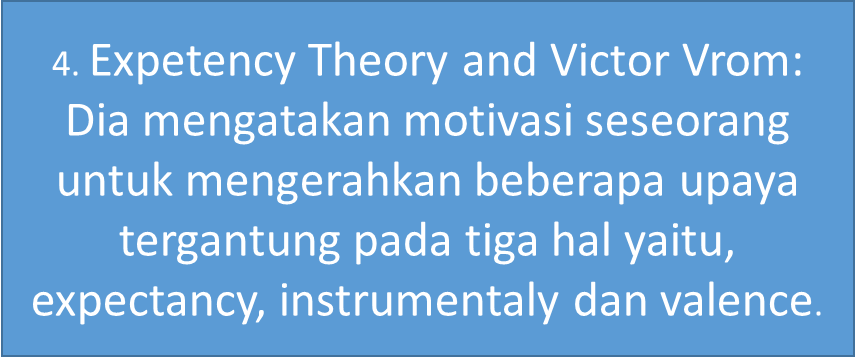 4. Expetency Theory and Victor Vrom:
Dia mengatakan motivasi seseorang
untuk mengerahkan beberapa upaya
tergantung pada tiga hal yaitu,
expectancy, instrumentaly dan valence.